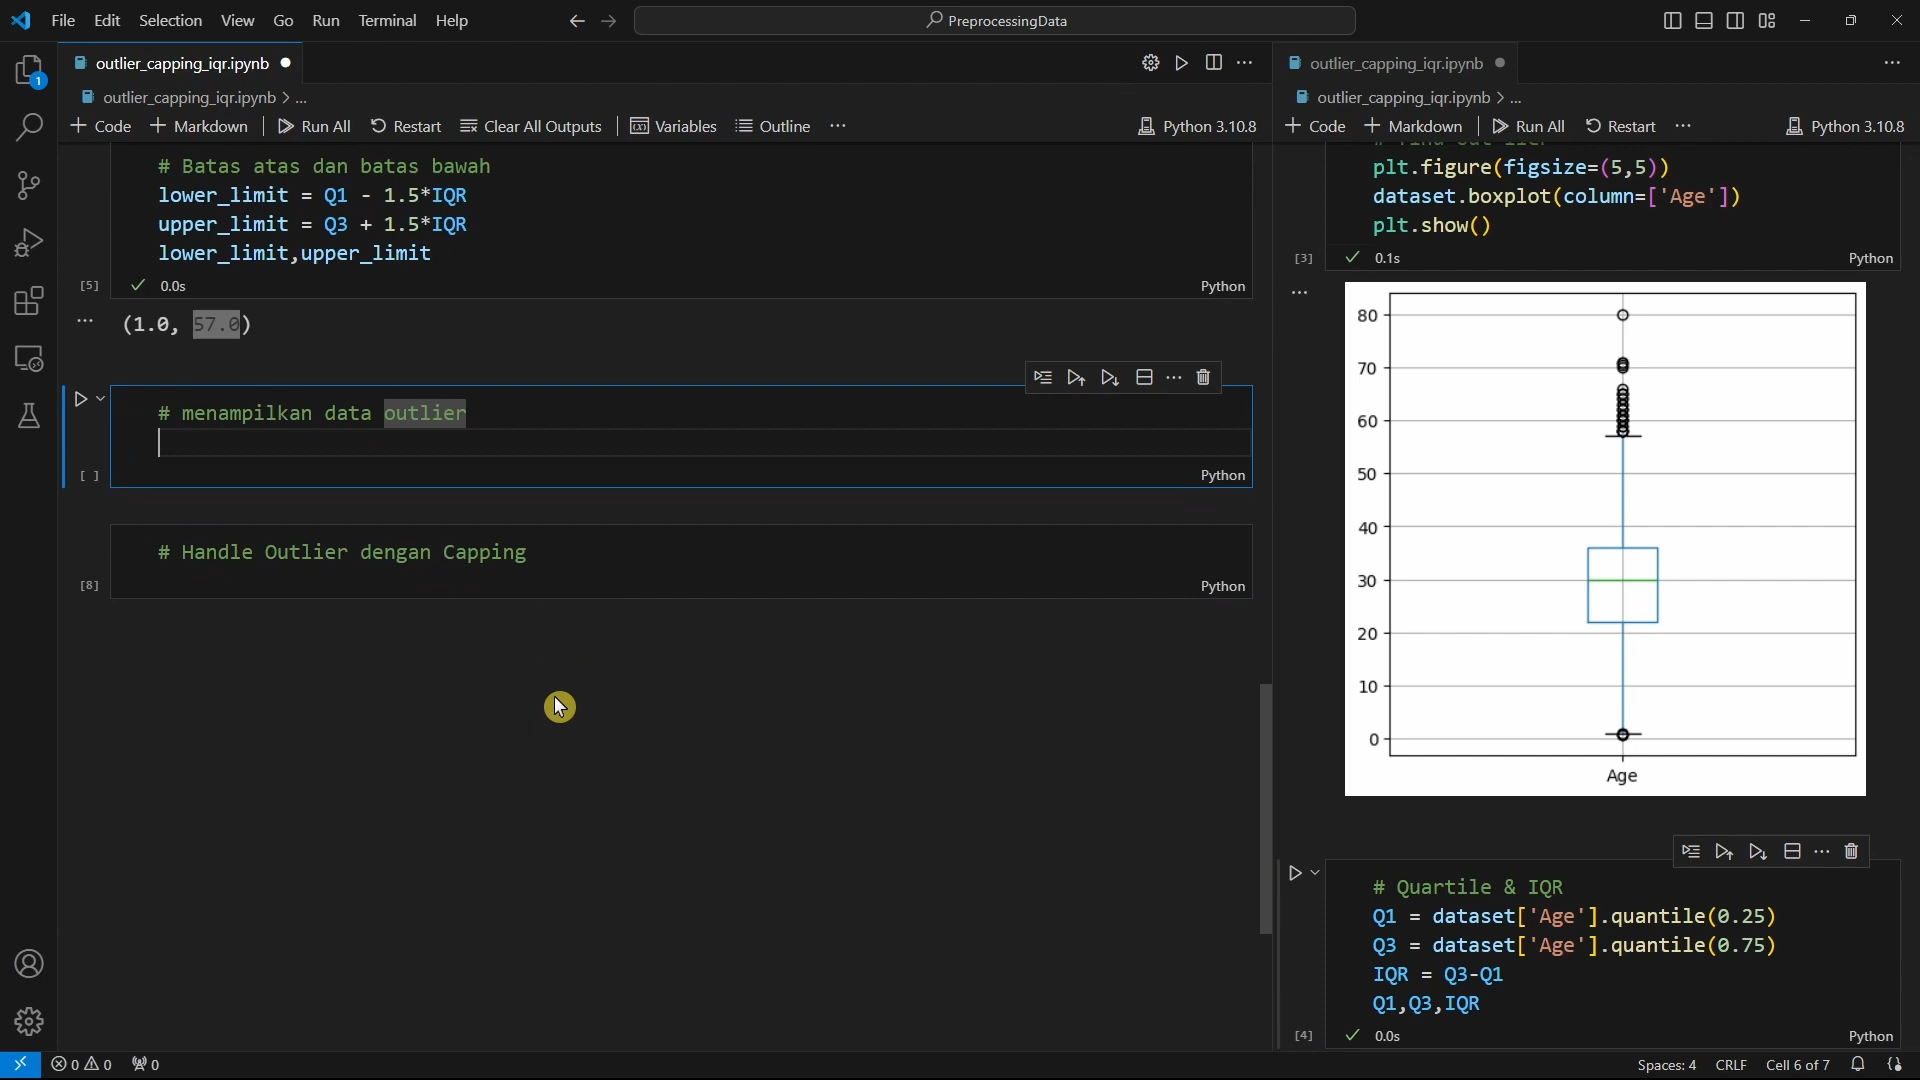 File Edit Selection View Go Run Terminal Help
PreprocessingData
outlier_capping_iqr.ipynb
outlier_capping_iqr.ipynb > ...
+ Code + Markdown Run All Restart Clear All Outputs Variables Outline ... Python 3.10.8
# Batas atas dan batas bawah
lower_limit = Q1 - 1.5*IQR
upper_limit = Q3 + 1.5*IQR
lower_limit,upper_limit
[5] 0.0s Python
(1.0, 57.0)
# menampilkan data outlier
[ ] Python
# Handle Outlier dengan Capping
[8] Python
outlier_capping_iqr.ipynb
outlier_capping_iqr.ipynb > ...
+ Code + Markdown Run All Restart ... Python 3.10.8
plt.figure(figsize=(5,5))
dataset.boxplot(column=['Age'])
plt.show()
[3] 0.1s Python
80
70
60
50
40
30
20
10
0
Age
# Quartile & IQR
Q1 = dataset['Age'].quantile(0.25)
Q3 = dataset['Age'].quantile(0.75)
IQR = Q3-Q1
Q1,Q3,IQR
[4] 0.0s Python
1
0 0 0
Spaces: 4 CRLF Cell 6 of 7